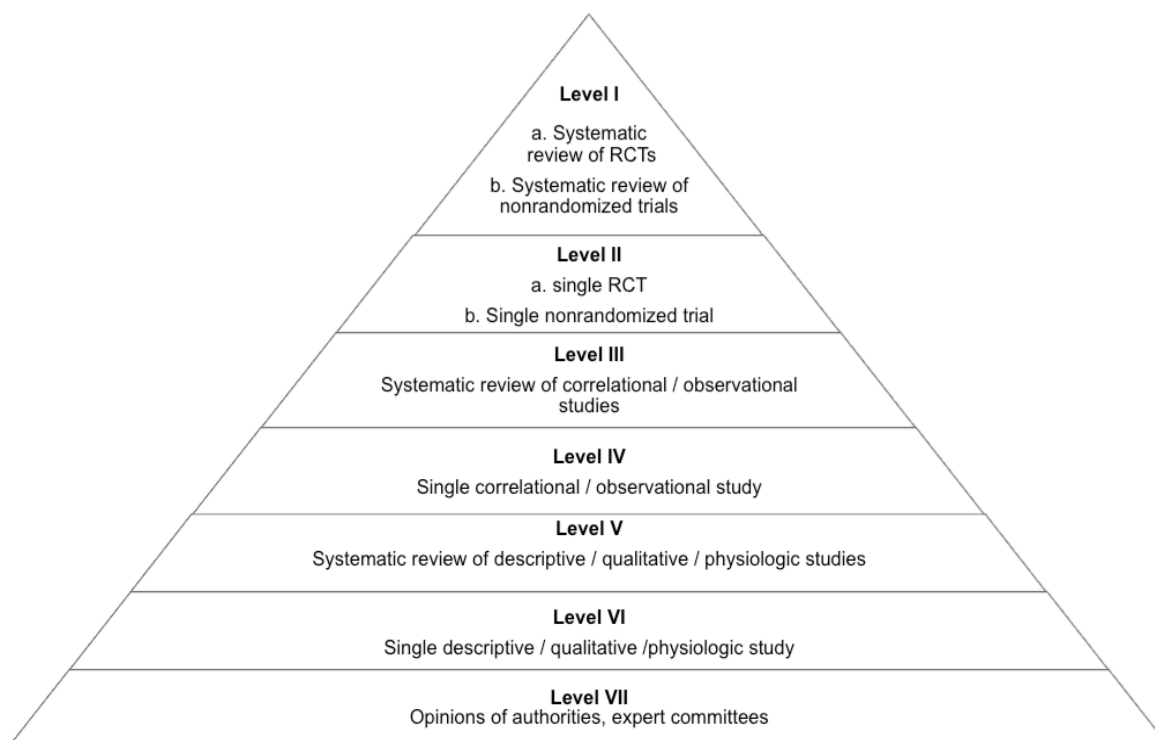 Level I
a. Systematic
review of RCTs
b. Systematic review of
nonrandomized trials
Level II
a. single RCT
b. Single nonrandomized trial
Level III
Systematic review of correlational / observational
studies
Level IV
Single correlational / observational study
Level V
Systematic review of descriptive / qualitative / physiologic studies
Level VI
Single descriptive / qualitative /physiologic study
Level VII
Opinions of authorities, expert committees